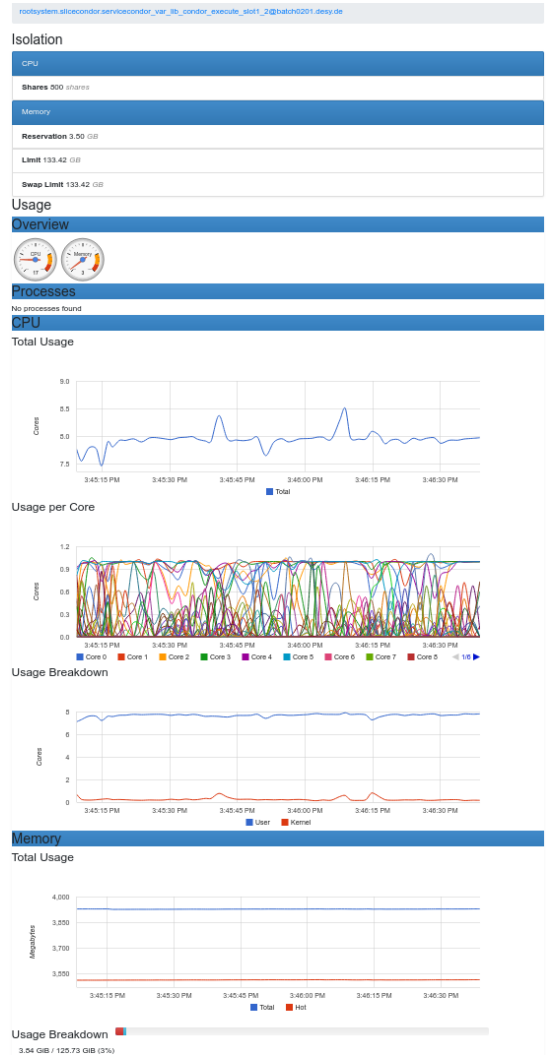 rootsystem.slicecondor.servicecondor_var_lib_condor_execute_slot1_2@batch0201.desy.de
Isolation
CPU
Shares 800 shares
Memory
Reservation 3.50 GB
Limit 133.42 GB
Swap Limit 133.42 GB
Usage
Overview
CPU
17
Memory
3
Processes
No processes found
CPU
Total Usage
9.0
8.5
8.0
7.5
Cores
3:45:15 PM 3:45:30 PM 3:45:45 PM 3:46:00 PM 3:46:15 PM 3:46:30 PM
Total
Usage per Core
1.2
0.9
0.6
0.3
0.0
Cores
3:45:15 PM 3:45:30 PM 3:45:45 PM 3:46:00 PM 3:46:15 PM 3:46:30 PM
Core 0 Core 1 Core 2 Core 3 Core 4 Core 5 Core 6 Core 7 Core 8 1/6
Usage Breakdown
8
6
4
2
0
Cores
3:45:15 PM 3:45:30 PM 3:45:45 PM 3:46:00 PM 3:46:15 PM 3:46:30 PM
User Kernel
Memory
Total Usage
4,000
3,850
3,700
3,550
Megabytes
3:45:15 PM 3:45:30 PM 3:45:45 PM 3:46:00 PM 3:46:15 PM 3:46:30 PM
Total Hot
Usage Breakdown
3.84 GiB / 125.73 GiB (3%)